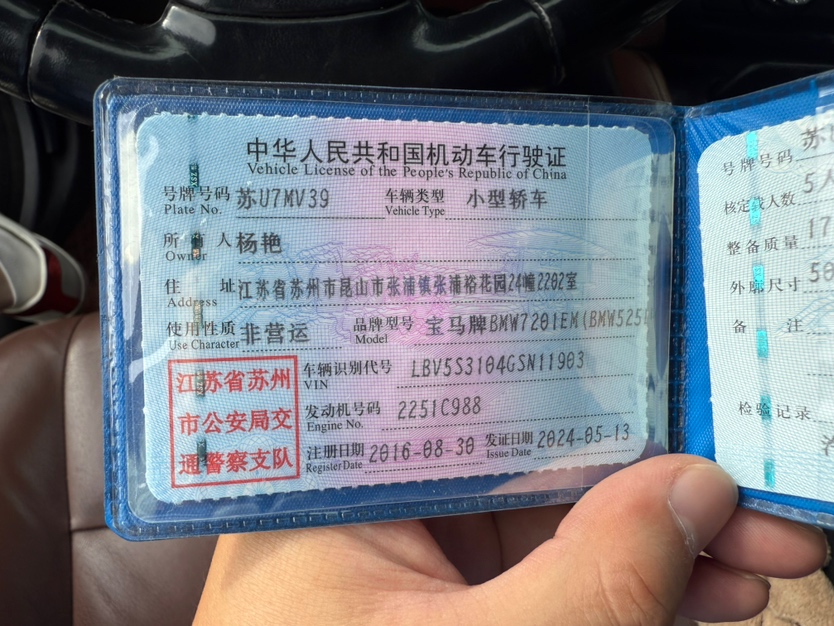 中华人民共和国机动车行驶证
Vehicle License of the People's Republic of China
号牌号码 苏U7MV39 车辆类型 小型轿车
Plate No. Vehicle Type
所 人 杨艳
Owner
住 址 江苏省苏州市昆山市张浦镇张浦裕花园24幢2202室
Address
使用性质 非营运 品牌型号 宝马牌BMW7201EM(BMW525
Use Character Model
车辆识别代号 LBV5S3104GSN11903
VIN
发动机号码 2251C988
Engine No.
注册日期 2016-08-30 发证日期 2024-05-13
Register Date Issue Date
江苏省苏州
市公安局交
通警察支队
号牌号码 苏
核定载人数 5人
整备质量 17
外廓尺寸 50
备 注
检验记录